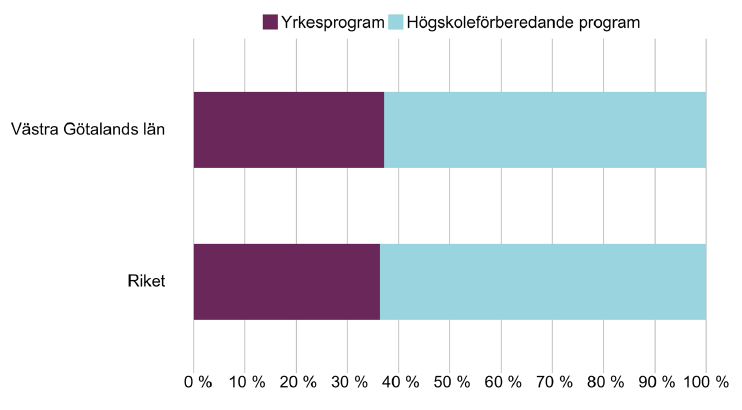 Yrkesprogram Högskoleförberedande program
Västra Götalands län
Riket
0 % 10 % 20 % 30 % 40 % 50 % 60 % 70 % 80 % 90 % 100 %